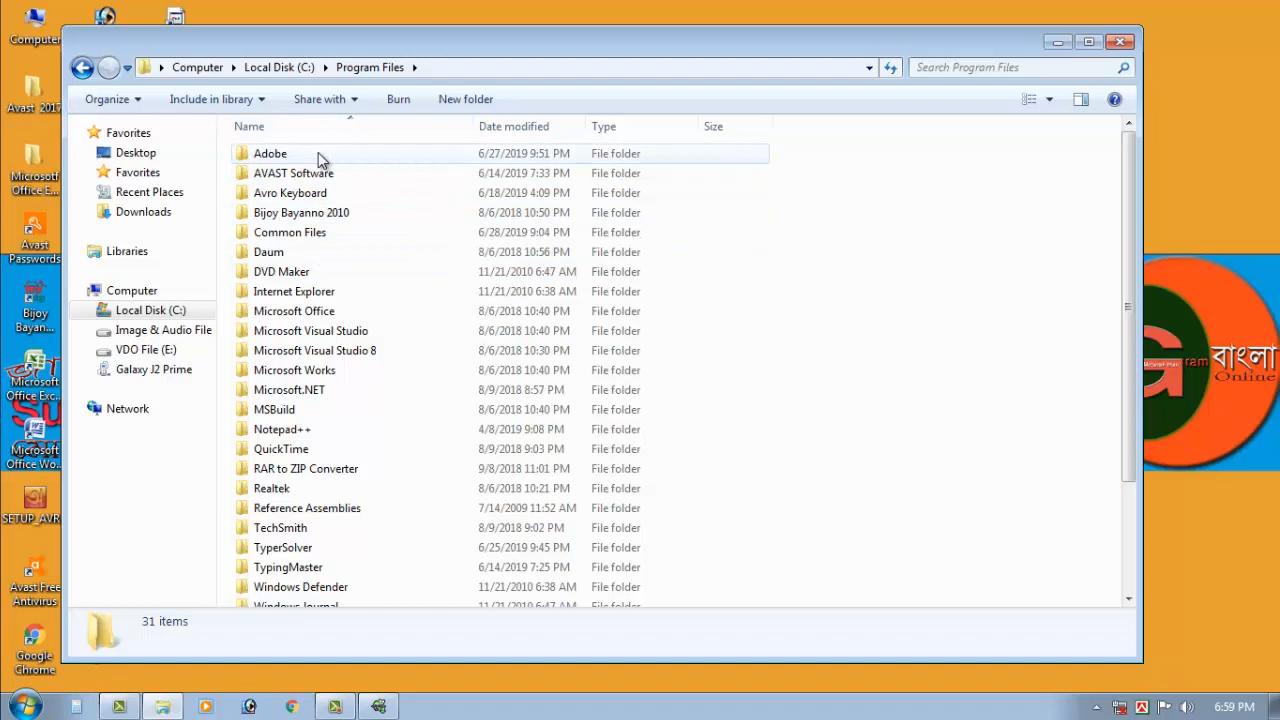 Computer
Avast_2017
Microsoft
Office E...
Avast
Passwords
Bijoy
Bayan...
Microsoft
Office Exc...
Microsoft
Office Wo...
SETUP_AVR
Avast Free
Antivirus
Google
Chrome
Computer Local Disk (C:) Program Files
Search Program Files
Organize Include in library Share with Burn New folder
Favorites
Desktop
Favorites
Recent Places
Downloads
Libraries
Computer
Local Disk (C:)
Image & Audio File
VDO File (E:)
Galaxy J2 Prime
Network
Name Date modified Type Size
Adobe 6/27/2019 9:51 PM File folder
AVAST Software 6/14/2019 7:33 PM File folder
Avro Keyboard 6/18/2019 4:09 PM File folder
Bijoy Bayanno 2010 8/6/2018 10:50 PM File folder
Common Files 6/28/2019 9:04 PM File folder
Daum 8/6/2018 10:56 PM File folder
DVD Maker 11/21/2010 6:47 AM File folder
Internet Explorer 11/21/2010 6:38 AM File folder
Microsoft Office 8/6/2018 10:40 PM File folder
Microsoft Visual Studio 8/6/2018 10:40 PM File folder
Microsoft Visual Studio 8 8/6/2018 10:30 PM File folder
Microsoft Works 8/6/2018 10:40 PM File folder
Microsoft.NET 8/9/2018 8:57 PM File folder
MSBuild 8/6/2018 10:40 PM File folder
Notepad++ 4/8/2019 9:08 PM File folder
QuickTime 8/9/2018 9:03 PM File folder
RAR to ZIP Converter 9/8/2018 11:01 PM File folder
Realtek 8/6/2018 10:21 PM File folder
Reference Assemblies 7/14/2009 11:52 AM File folder
TechSmith 8/9/2018 9:02 PM File folder
TyperSolver 6/25/2019 9:45 PM File folder
TypingMaster 6/14/2019 7:25 PM File folder
Windows Defender 11/21/2010 6:38 AM File folder
Windows Journal 11/21/2010 6:47 AM File folder
31 items
ram বাংলা
Online
6:59 PM